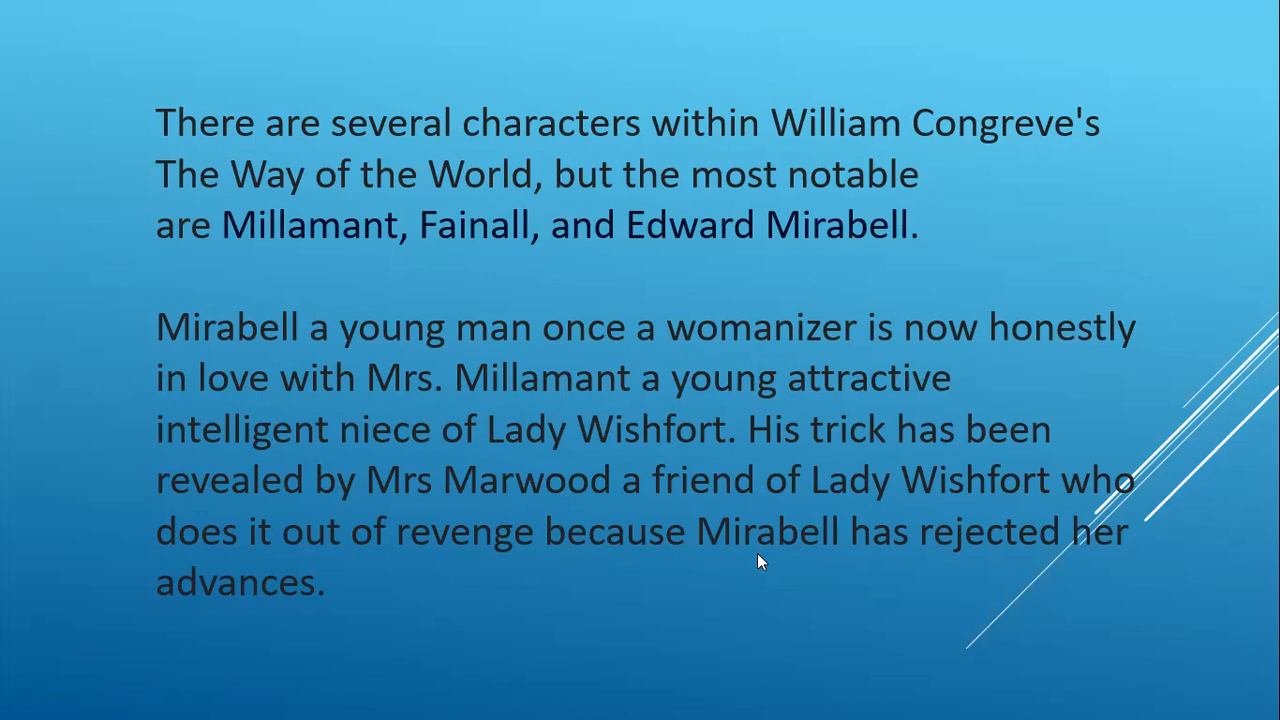 There are several characters within William Congreve's
The Way of the World, but the most notable
are Millamant, Fainall, and Edward Mirabell.
Mirabell a young man once a womanizer is now honestly
in love with Mrs. Millamant a young attractive
intelligent niece of Lady Wishfort. His trick has been
revealed by Mrs Marwood a friend of Lady Wishfort who
does it out of revenge because Mirabell has rejected her
advances.